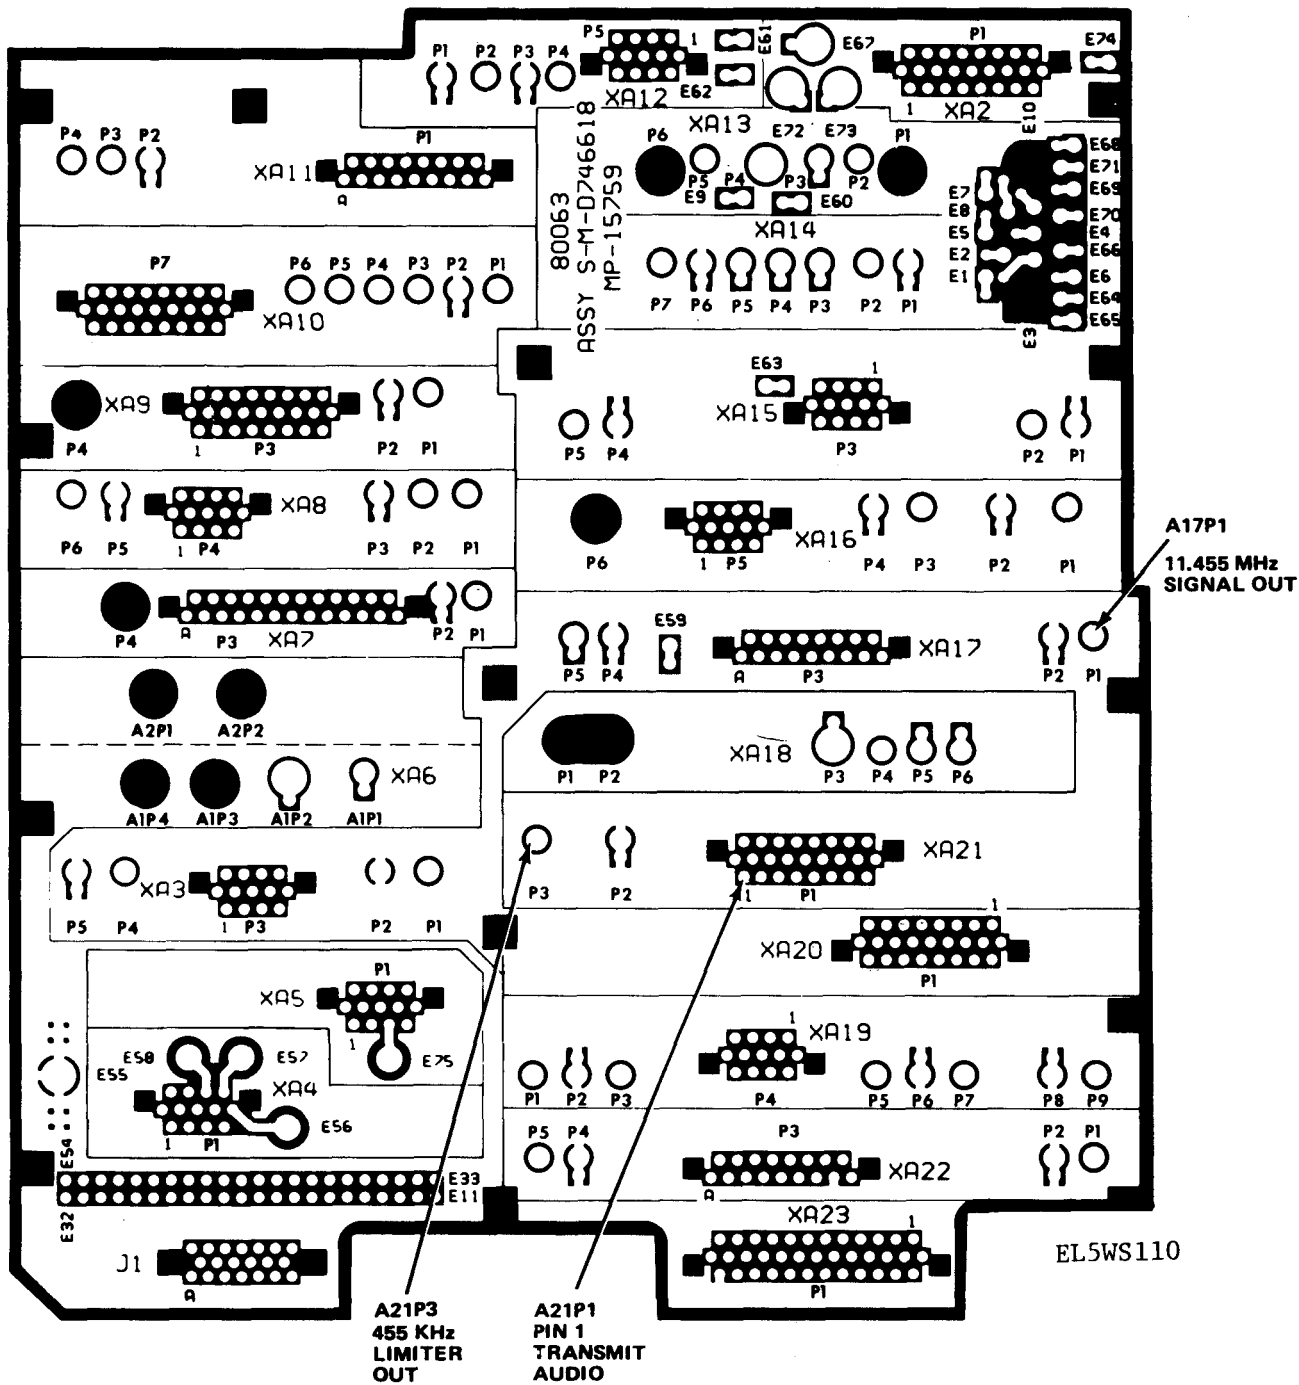 P5
1
E61
E67
P1
E74
P1 P2 P3 P4
XA12
E62
1
XA2
E10
P4 P3 P2
P1
XA11
A
XA13
E72 E73
P6
P5
P4
P3
P2
P1
E9
E60
E68
E71
E69
E70
E4
E66
E6
E64
E65
E7
E8
E5
E2
E1
E3
80063
ASSY S-M-D746618
MP-15759
XA14
P7 P6 P5 P4 P3 P2 P1
P7
XA10
P6 P5 P4 P3 P2 P1
E63
1
XA15
P5 P4
P3
P2 P1
XA9
P4
1 P3
P2 P1
XA8
P6 P5
1 P4
P3 P2 P1
XA16
P6
1 P5
P4 P3
P2 P1
A17P1
11.455 MHz
SIGNAL OUT
P4
A P3
XA7
P2 P1
E59
XA17
P5 P4
A P3
P2 P1
A2P1 A2P2
XA18
P1 P2
P3 P4 P5 P6
XA6
A1P4 A1P3 A1P2 A1P1
XA21
P3
P2
1 P1
XA3
P5 P4
1 P3
P2 P1
1
XA20
P1
P1
XA5
1
E75
E58
E57
E55
XA4
E56
1 P1
1
XA19
P1 P2 P3
P4
P5 P6 P7
P8 P9
P5 P4
P3
XA22
A
P2 P1
E54
E33
E11
E32
XA23
1
P1
J1
A
EL5WS110
A21P3
455 KHz
LIMITER
OUT
A21P1
PIN 1
TRANSMIT
AUDIO